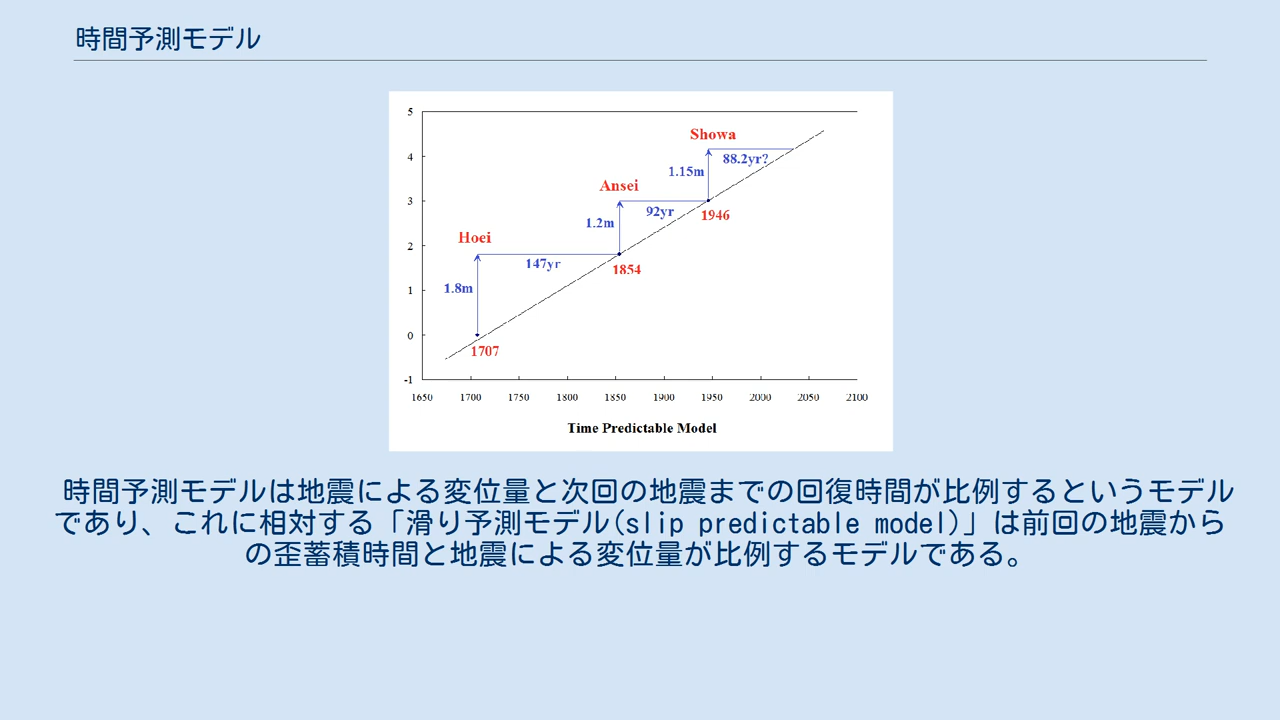 時間予測モデル
5
Showa
4
88.2yr?
1.15m
Ansei
3
92yr
1946
1.2m
Hoei
2
147yr
1854
1.8m
1
0
1707
-1
1650 1700 1750 1800 1850 1900 1950 2000 2050 2100
Time Predictable Model
時間予測モデルは地震による変位量と次回の地震までの回復時間が比例するというモデル
であり、これに相対する「滑り予測モデル(slip predictable model)」は前回の地震から
の歪蓄積時間と地震による変位量が比例するモデルである。